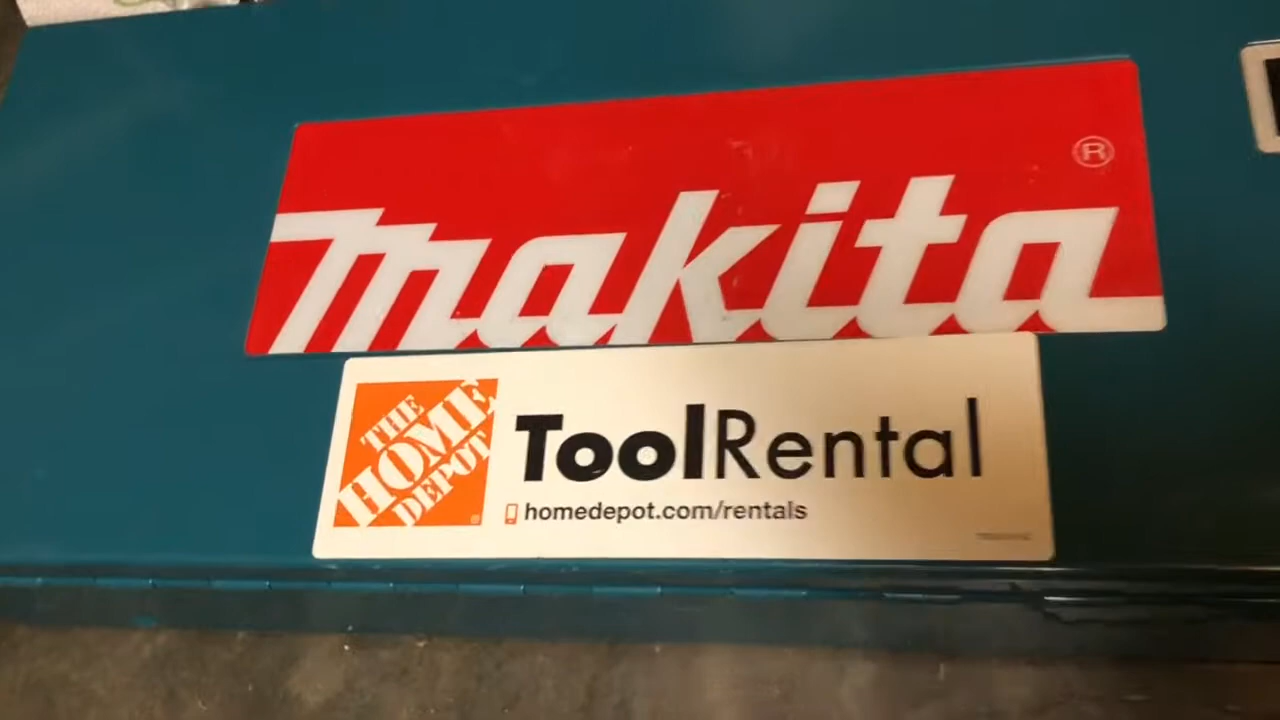 makita ®
THE
HOME
DEPOT
ToolRental
homedepot.com/rentals